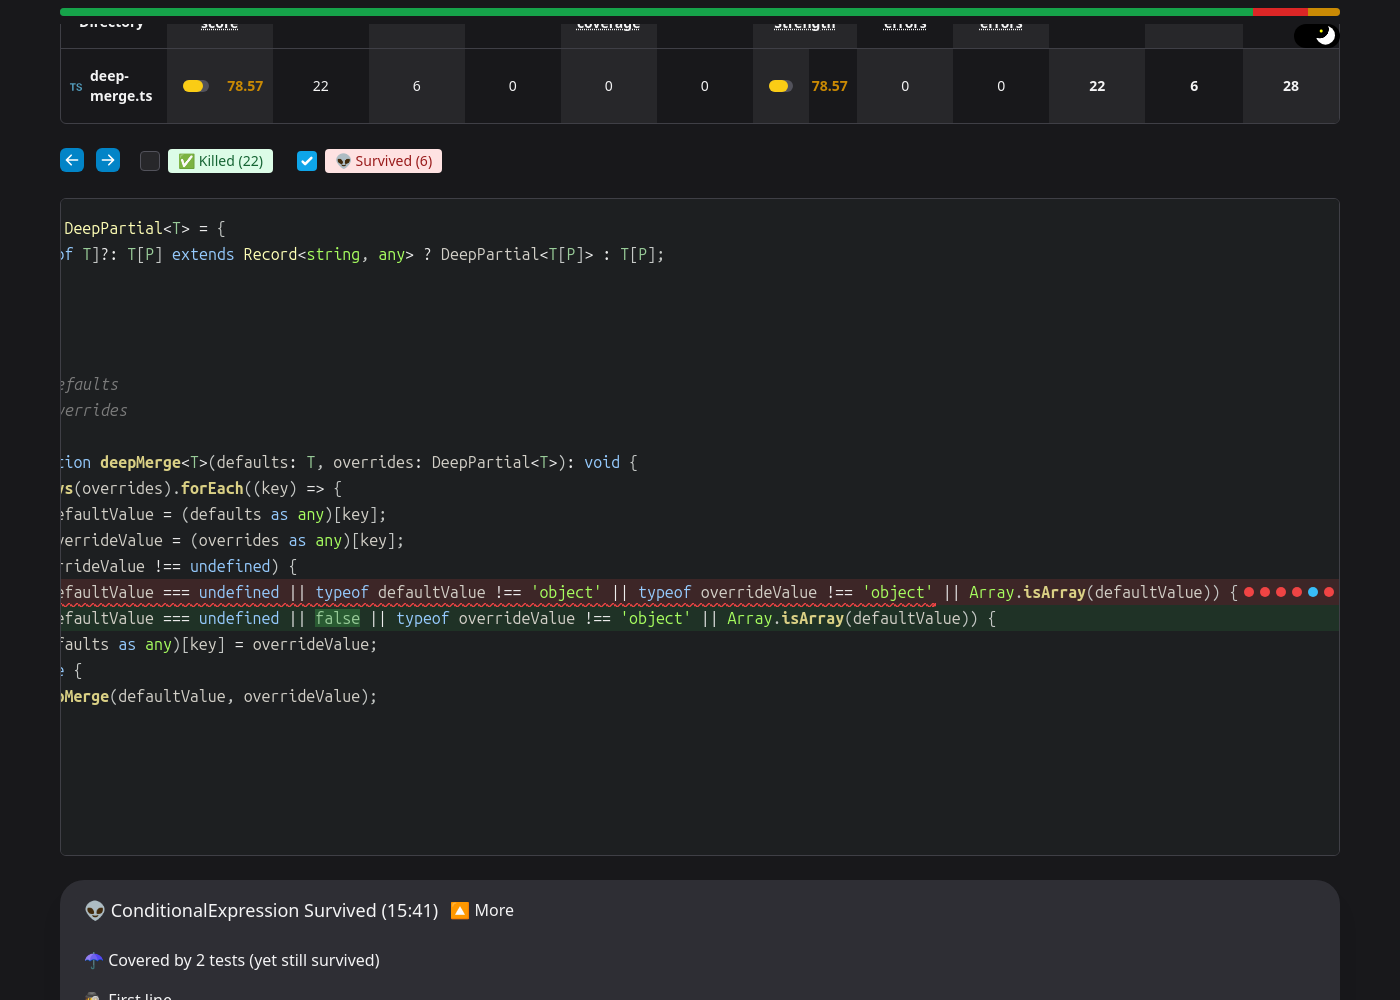 Directory score coverage strength errors errors
TS deep-merge.ts 78.57 22 6 0 0 0 78.57 0 0 22 6 28
✅ Killed (22) 👽 Survived (6)
DeepPartial<T> = {
of T]?: T[P] extends Record<string, any> ? DeepPartial<T[P]> : T[P];
efaults
verrides
tion deepMerge<T>(defaults: T, overrides: DeepPartial<T>): void {
ys(overrides).forEach((key) => {
efaultValue = (defaults as any)[key];
verrideValue = (overrides as any)[key];
rrideValue !== undefined) {
efaultValue === undefined || typeof defaultValue !== 'object' || typeof overrideValue !== 'object' || Array.isArray(defaultValue)) {
efaultValue === undefined || false || typeof overrideValue !== 'object' || Array.isArray(defaultValue)) {
faults as any)[key] = overrideValue;
e {
pMerge(defaultValue, overrideValue);
👽 ConditionalExpression Survived (15:41) 🔼 More
☂️ Covered by 2 tests (yet still survived)
First line